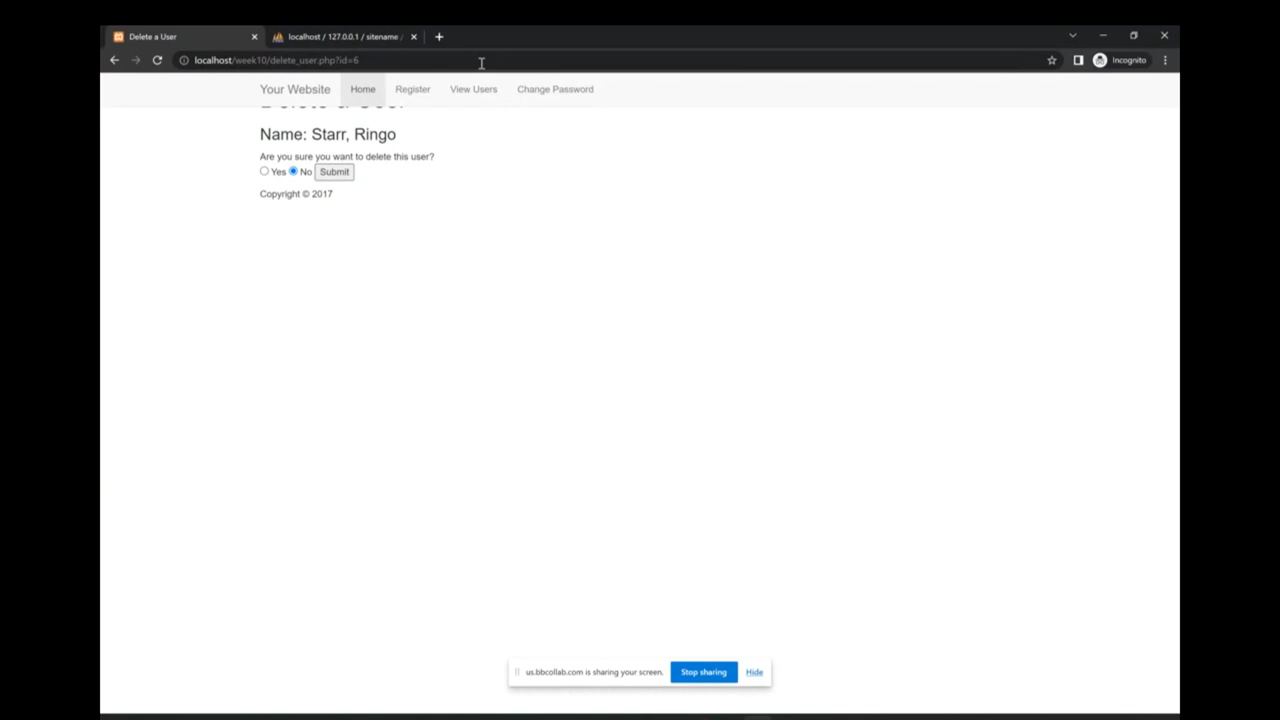 Delete a User
localhost / 127.0.0.1 / sitename /
localhost/week10/delete_user.php?id=6
Incognito
Your Website Home Register View Users Change Password
Delete a User
Name: Starr, Ringo
Are you sure you want to delete this user?
Yes No Submit
Copyright © 2017
us.bbcollab.com is sharing your screen. Stop sharing Hide